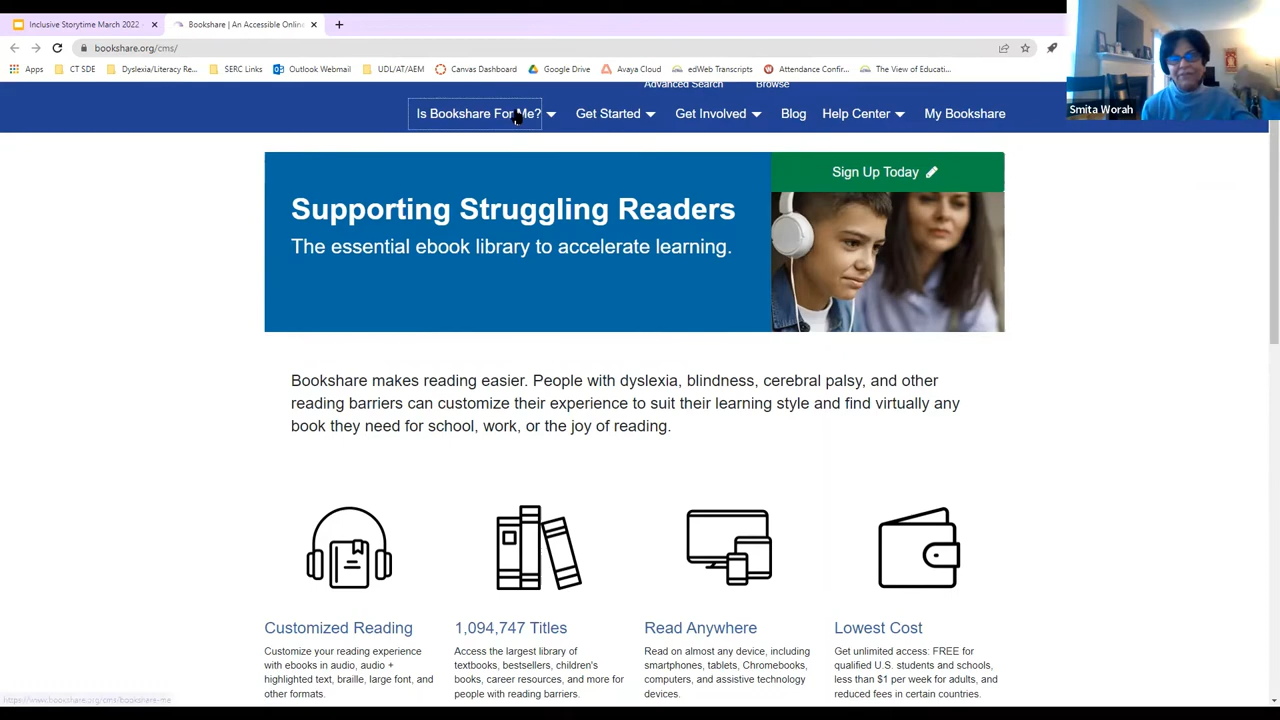 Inclusive Storytime March 2022 -
Bookshare | An Accessible Online
bookshare.org/cms/
Apps
CT SDE
Dyslexia/Literacy Re...
SERC Links
Outlook Webmail
UDL/AT/AEM
Canvas Dashboard
Google Drive
Avaya Cloud
edWeb Transcripts
Attendance Confir...
The View of Educati...
Smita Worah
Advanced Search
Browse
Is Bookshare For Me?
Get Started
Get Involved
Blog
Help Center
My Bookshare
Sign Up Today
Supporting Struggling Readers
The essential ebook library to accelerate learning.
Bookshare makes reading easier. People with dyslexia, blindness, cerebral palsy, and other
reading barriers can customize their experience to suit their learning style and find virtually any
book they need for school, work, or the joy of reading.
Customized Reading
Customize your reading experience
with ebooks in audio, audio +
highlighted text, braille, large font, and
other formats.
1,094,747 Titles
Access the largest library of
textbooks, bestsellers, children's
books, career resources, and more for
people with reading barriers.
Read Anywhere
Read on almost any device, including
smartphones, tablets, Chromebooks,
computers, and assistive technology
devices.
Lowest Cost
Get unlimited access: FREE for
qualified U.S. students and schools,
less than $1 per week for adults, and
reduced fees in certain countries.
https://www.bookshare.org/cms/bookshare-me